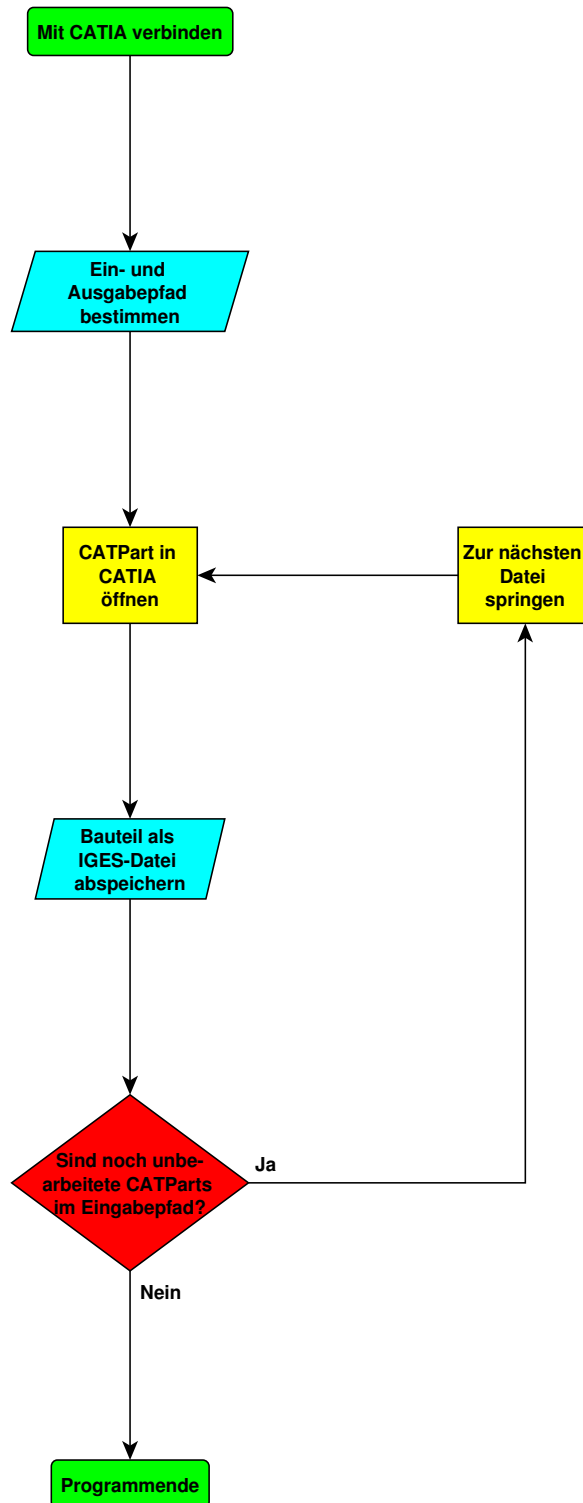 Mit CATIA verbinden
Ein- und
Ausgabepfad
bestimmen
CATPart in
CATIA
öffnen
Zur nächsten
Datei
springen
Bauteil als
IGES-Datei
abspeichern
Sind noch unbe-
arbeitete CATParts
im Eingabepfad?
Ja
Nein
Programmende